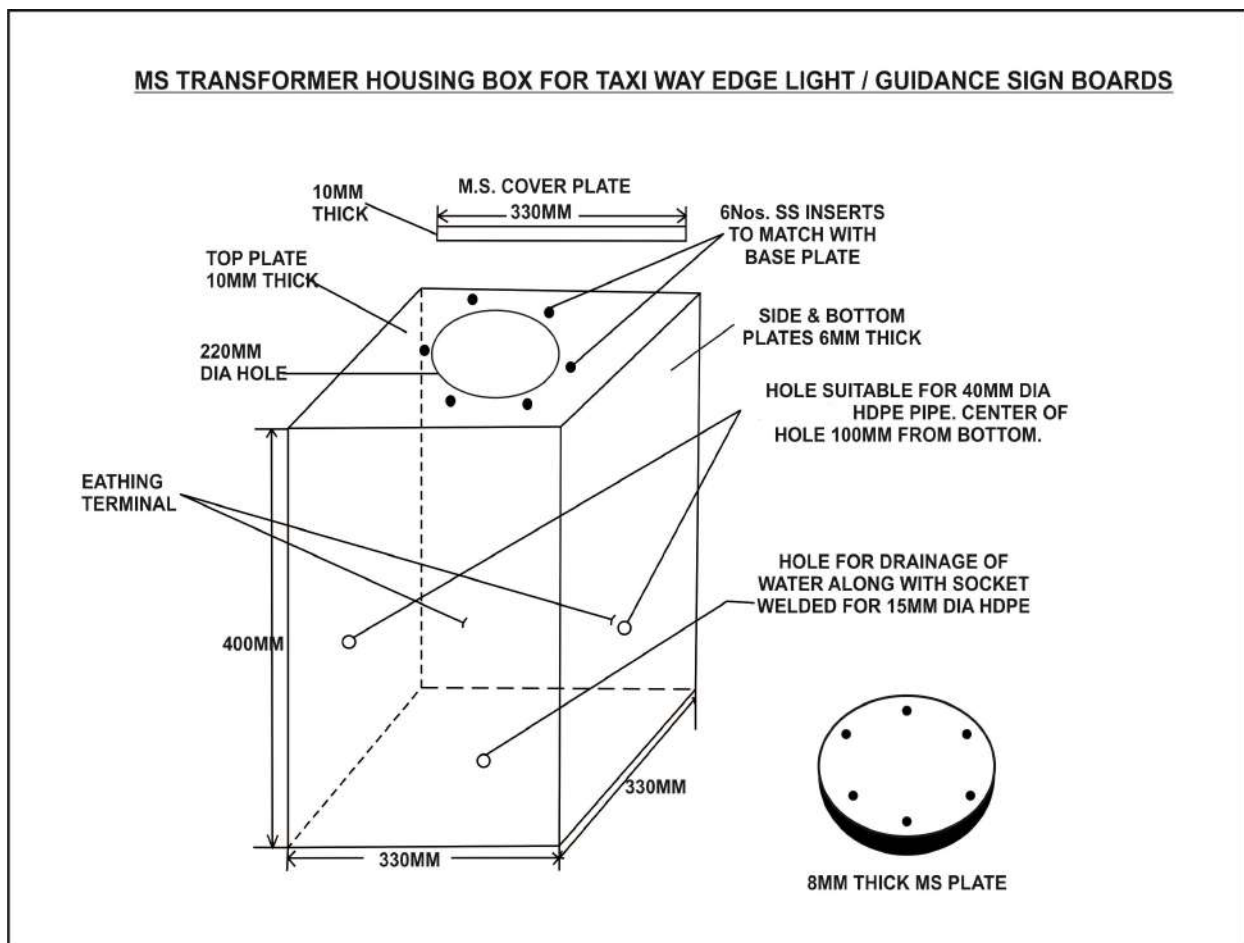 MS TRANSFORMER HOUSING BOX FOR TAXI WAY EDGE LIGHT / GUIDANCE SIGN BOARDS
M.S. COVER PLATE
330MM
10MM
THICK
6Nos. SS INSERTS
TO MATCH WITH
BASE PLATE
TOP PLATE
10MM THICK
SIDE & BOTTOM
PLATES 6MM THICK
220MM
DIA HOLE
HOLE SUITABLE FOR 40MM DIA
HDPE PIPE. CENTER OF
HOLE 100MM FROM BOTTOM.
EATHING
TERMINAL
HOLE FOR DRAINAGE OF
WATER ALONG WITH SOCKET
WELDED FOR 15MM DIA HDPE
400MM
330MM
330MM
8MM THICK MS PLATE